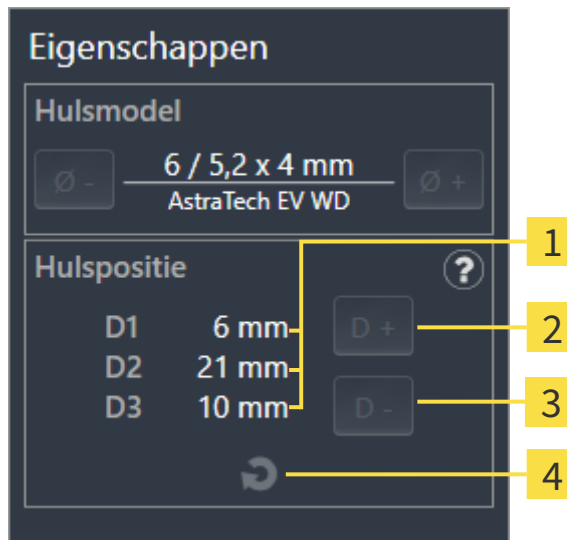 Eigenschappen
Hulsmodel
Ø - 6 / 5,2 x 4 mm Ø +
AstraTech EV WD
1
Hulspositie ?
D1 6 mm D + 2
D2 21 mm
D3 10 mm D - 3
4